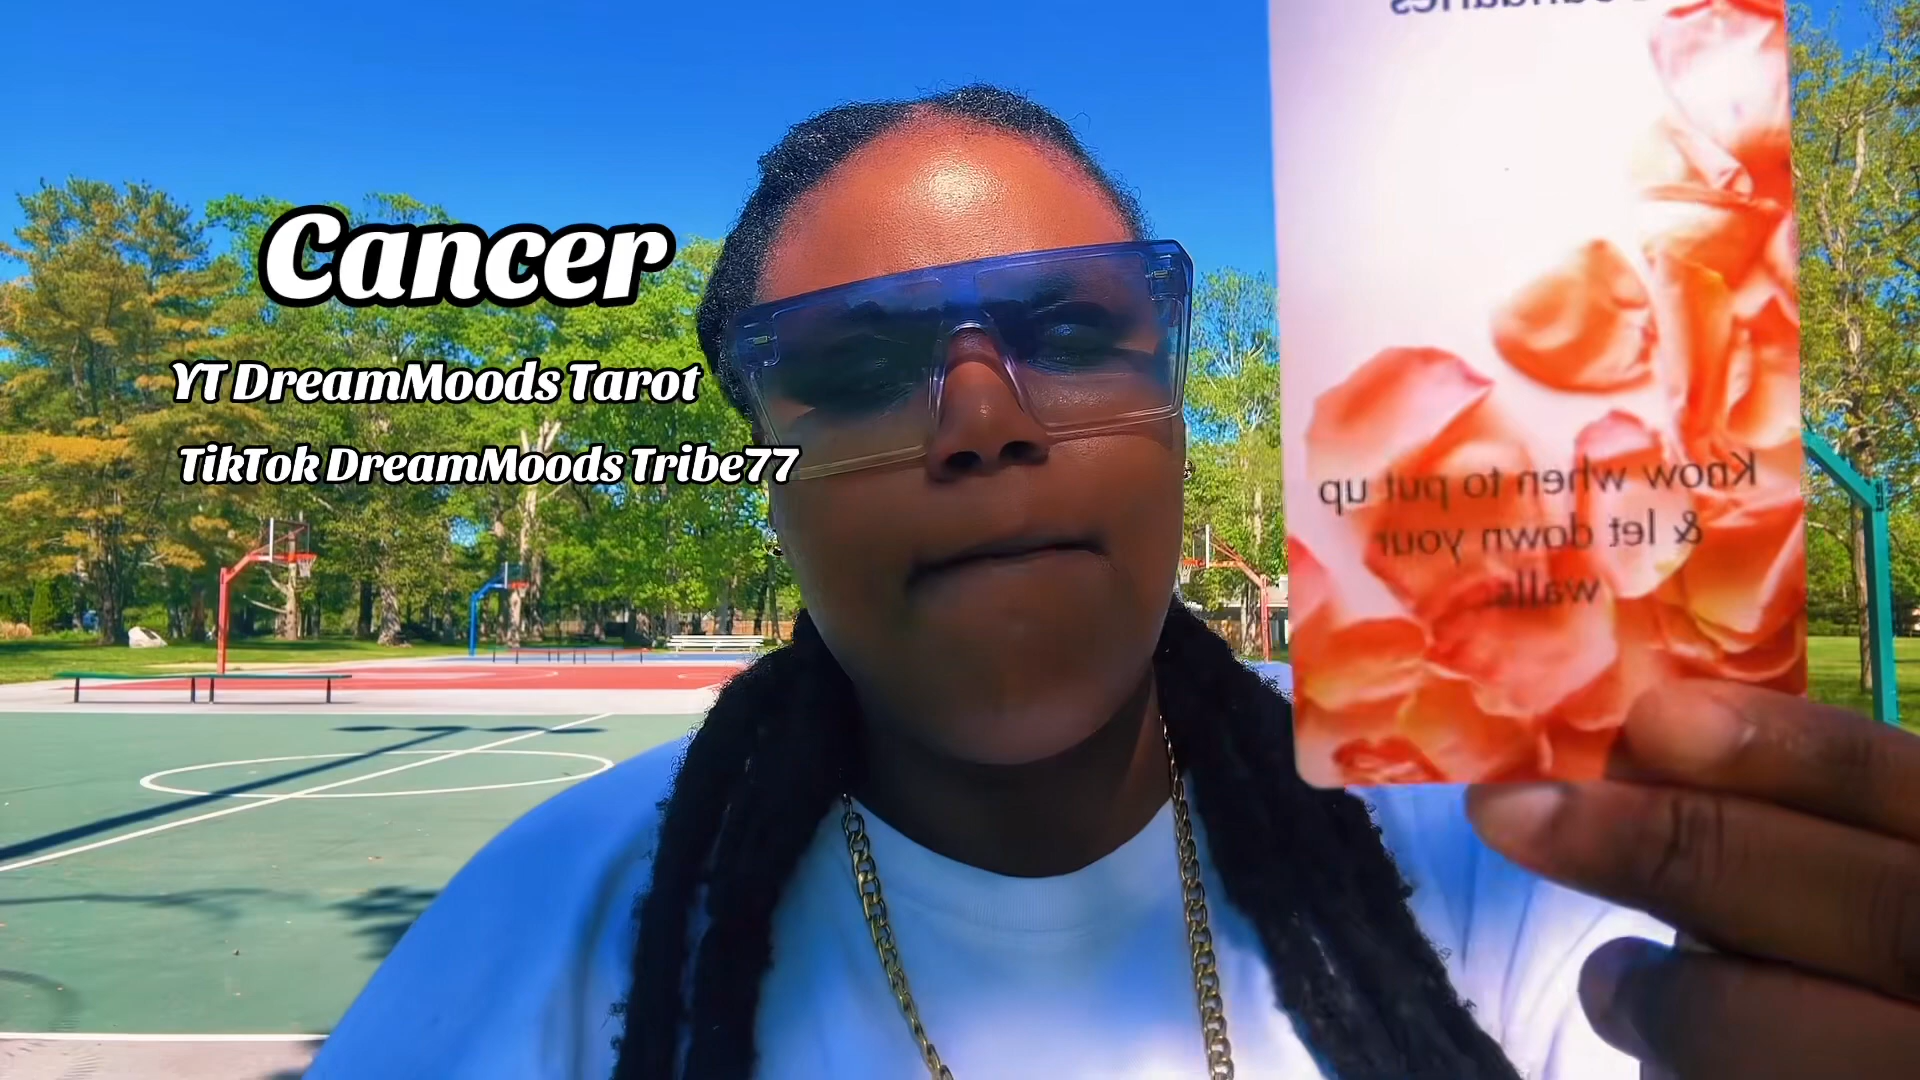 Cancer
YT DreamMoods Tarot
TikTok DreamMoods Tribe77
Know when to put up
& let down your
walls.